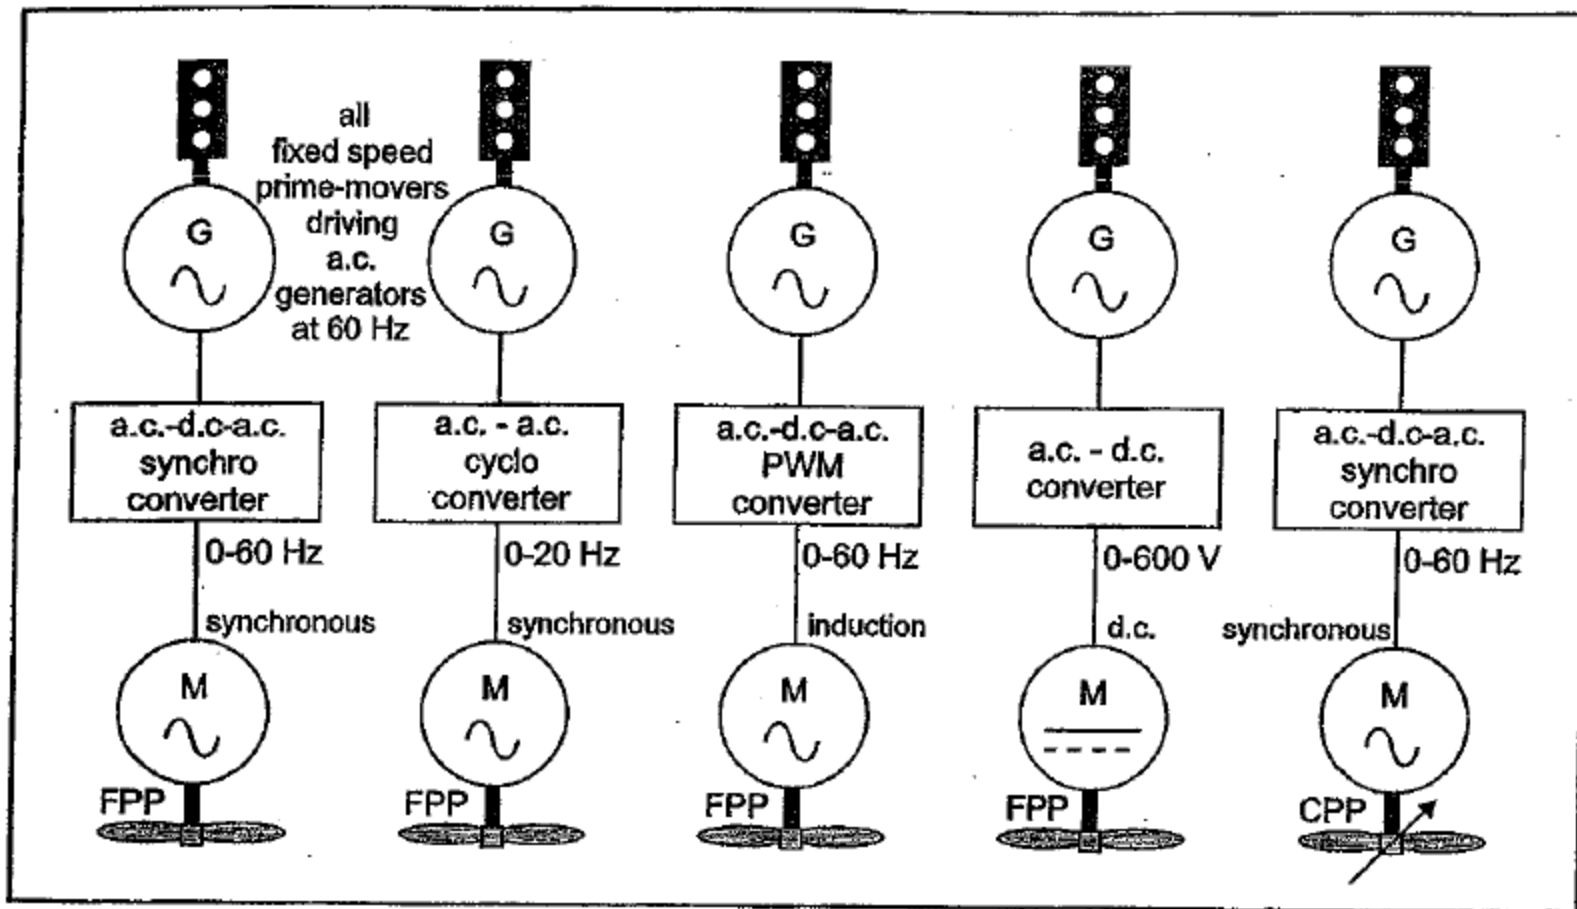 all
fixed speed
prime-movers
driving
a.c.
generators
at 60 Hz
G
G
G
G
G
a.c.-d.c-a.c.
synchro
converter
a.c. - a.c.
cyclo
converter
a.c.-d.c-a.c.
PWM
converter
a.c. - d.c.
converter
a.c.-d.c-a.c.
synchro
converter
0-60 Hz
0-20 Hz
0-60 Hz
0-600 V
0-60 Hz
synchronous
synchronous
induction
d.c.
synchronous
M
M
M
M
M
FPP
FPP
FPP
FPP
CPP